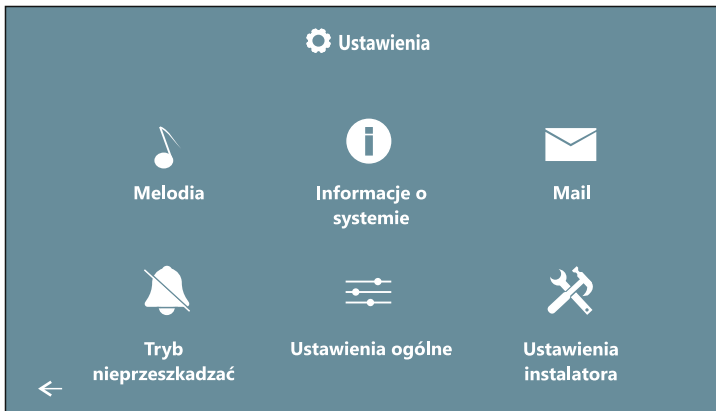 Ustawienia
Melodia
Informacje o
systemie
Mail
Tryb
nieprzeszkadzać
Ustawienia ogólne
Ustawienia
instalatora